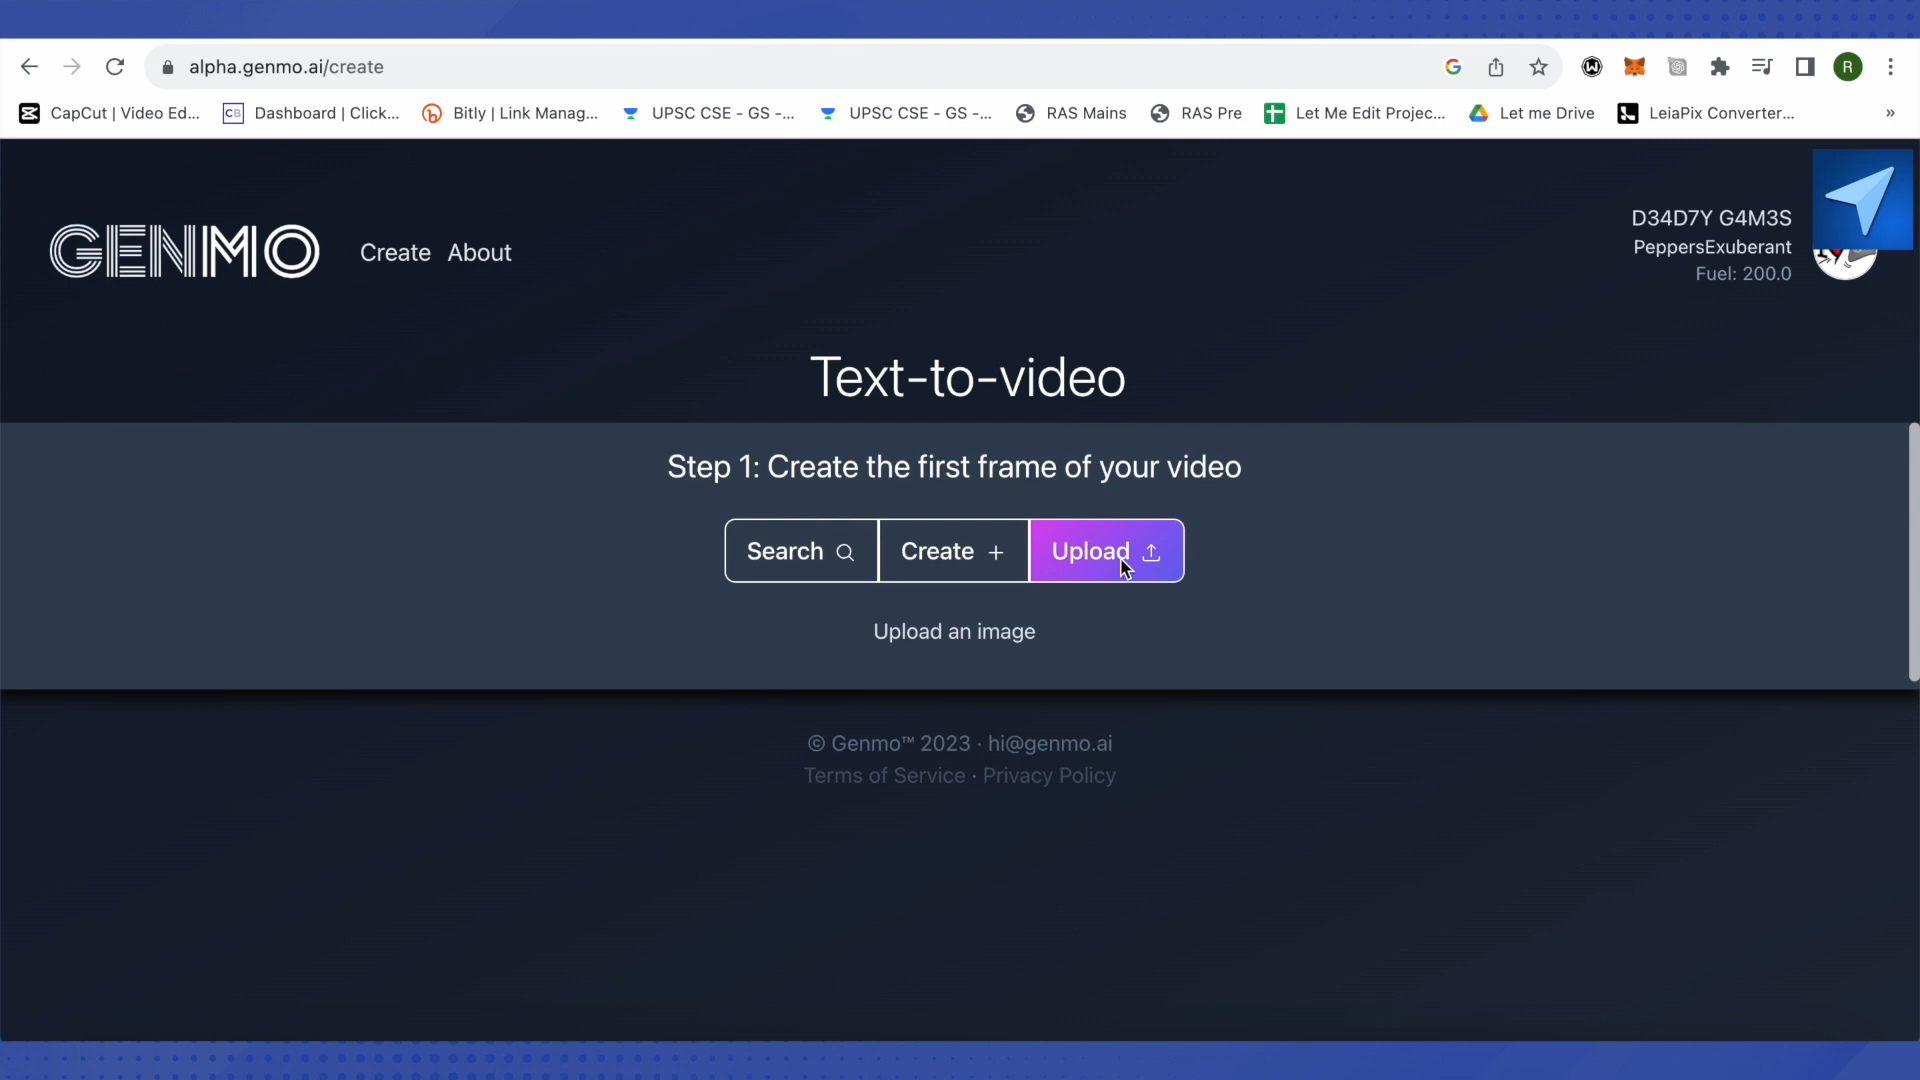 alpha.genmo.ai/create
R
CapCut | Video Ed...
CB Dashboard | Click...
Bitly | Link Manag...
UPSC CSE - GS -...
UPSC CSE - GS -...
RAS Mains
RAS Pre
Let Me Edit Projec...
Let me Drive
LeiaPix Converter...
»
GENMO
Create
About
D34D7Y G4M3S
PeppersExuberant
Fuel: 200.0
Text-to-video
Step 1: Create the first frame of your video
Search
Create +
Upload
Upload an image
© Genmo™ 2023 · hi@genmo.ai
Terms of Service · Privacy Policy